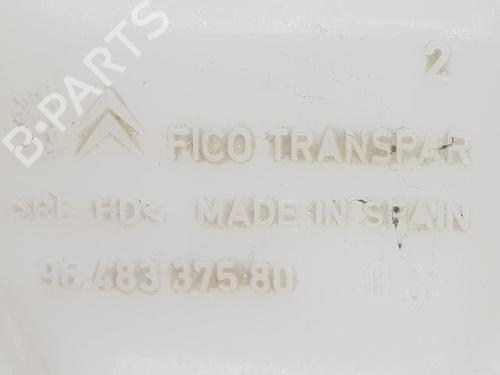 2
FICO TRANSPAR
>PE-HD< MADE IN SPAIN
96 483 375 80
B-PARTS